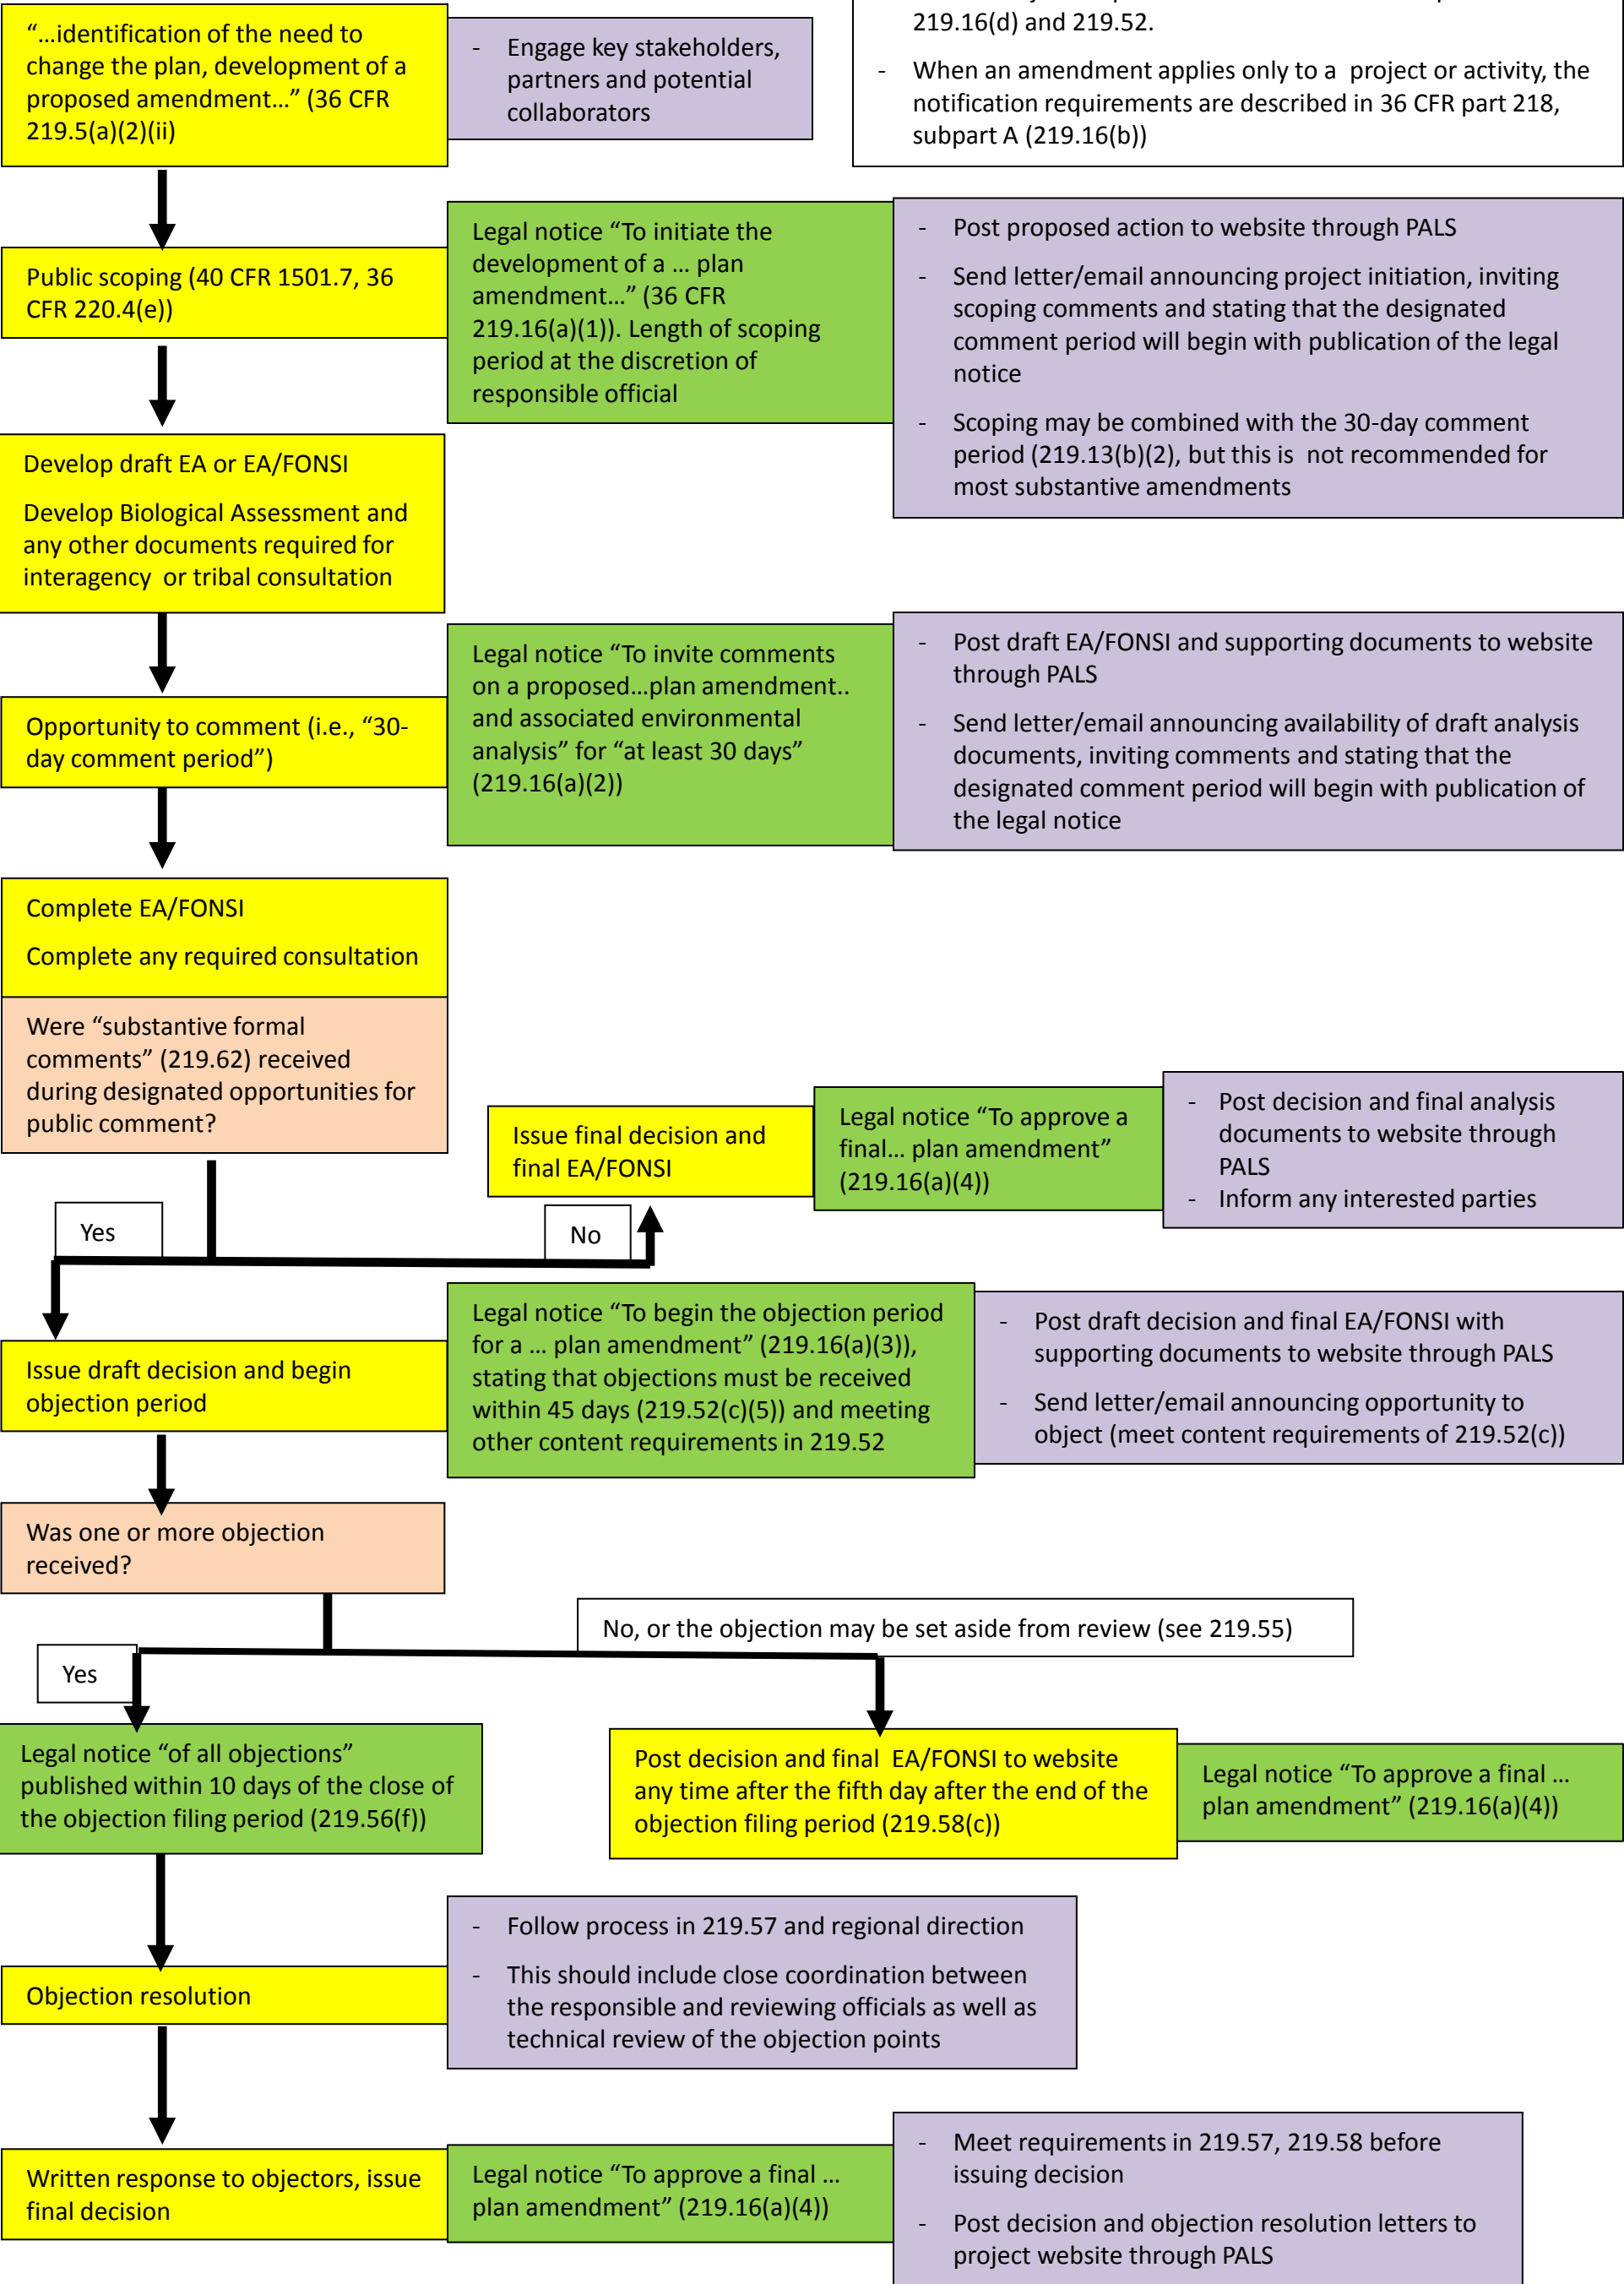 “…identification of the need to
change the plan, development of a
proposed amendment…” (36 CFR
219.5(a)(2)(ii)
- Engage key stakeholders,
partners and potential
collaborators
219.16(d) and 219.52.
- When an amendment applies only to a project or activity, the
notification requirements are described in 36 CFR part 218,
subpart A (219.16(b))
Public scoping (40 CFR 1501.7, 36
CFR 220.4(e))
Legal notice “To initiate the
development of a … plan
amendment…” (36 CFR
219.16(a)(1)). Length of scoping
period at the discretion of
responsible official
- Post proposed action to website through PALS
- Send letter/email announcing project initiation, inviting
scoping comments and stating that the designated
comment period will begin with publication of the legal
notice
- Scoping may be combined with the 30-day comment
period (219.13(b)(2), but this is not recommended for
most substantive amendments
Develop draft EA or EA/FONSI
Develop Biological Assessment and
any other documents required for
interagency or tribal consultation
Opportunity to comment (i.e., “30-
day comment period”)
Legal notice “To invite comments
on a proposed…plan amendment..
and associated environmental
analysis” for “at least 30 days”
(219.16(a)(2))
- Post draft EA/FONSI and supporting documents to website
through PALS
- Send letter/email announcing availability of draft analysis
documents, inviting comments and stating that the
designated comment period will begin with publication of
the legal notice
Complete EA/FONSI
Complete any required consultation
Were “substantive formal
comments” (219.62) received
during designated opportunities for
public comment?
Issue final decision and
final EA/FONSI
Legal notice “To approve a
final… plan amendment”
(219.16(a)(4))
- Post decision and final analysis
documents to website through
PALS
- Inform any interested parties
Yes
No
Issue draft decision and begin
objection period
Legal notice “To begin the objection period
for a … plan amendment” (219.16(a)(3)),
stating that objections must be received
within 45 days (219.52(c)(5)) and meeting
other content requirements in 219.52
- Post draft decision and final EA/FONSI with
supporting documents to website through PALS
- Send letter/email announcing opportunity to
object (meet content requirements of 219.52(c))
Was one or more objection
received?
No, or the objection may be set aside from review (see 219.55)
Yes
Legal notice “of all objections”
published within 10 days of the close of
the objection filing period (219.56(f))
Post decision and final EA/FONSI to website
any time after the fifth day after the end of the
objection filing period (219.58(c))
Legal notice “To approve a final …
plan amendment” (219.16(a)(4))
Objection resolution
- Follow process in 219.57 and regional direction
- This should include close coordination between
the responsible and reviewing officials as well as
technical review of the objection points
Written response to objectors, issue
final decision
Legal notice “To approve a final …
plan amendment” (219.16(a)(4))
- Meet requirements in 219.57, 219.58 before
issuing decision
- Post decision and objection resolution letters to
project website through PALS